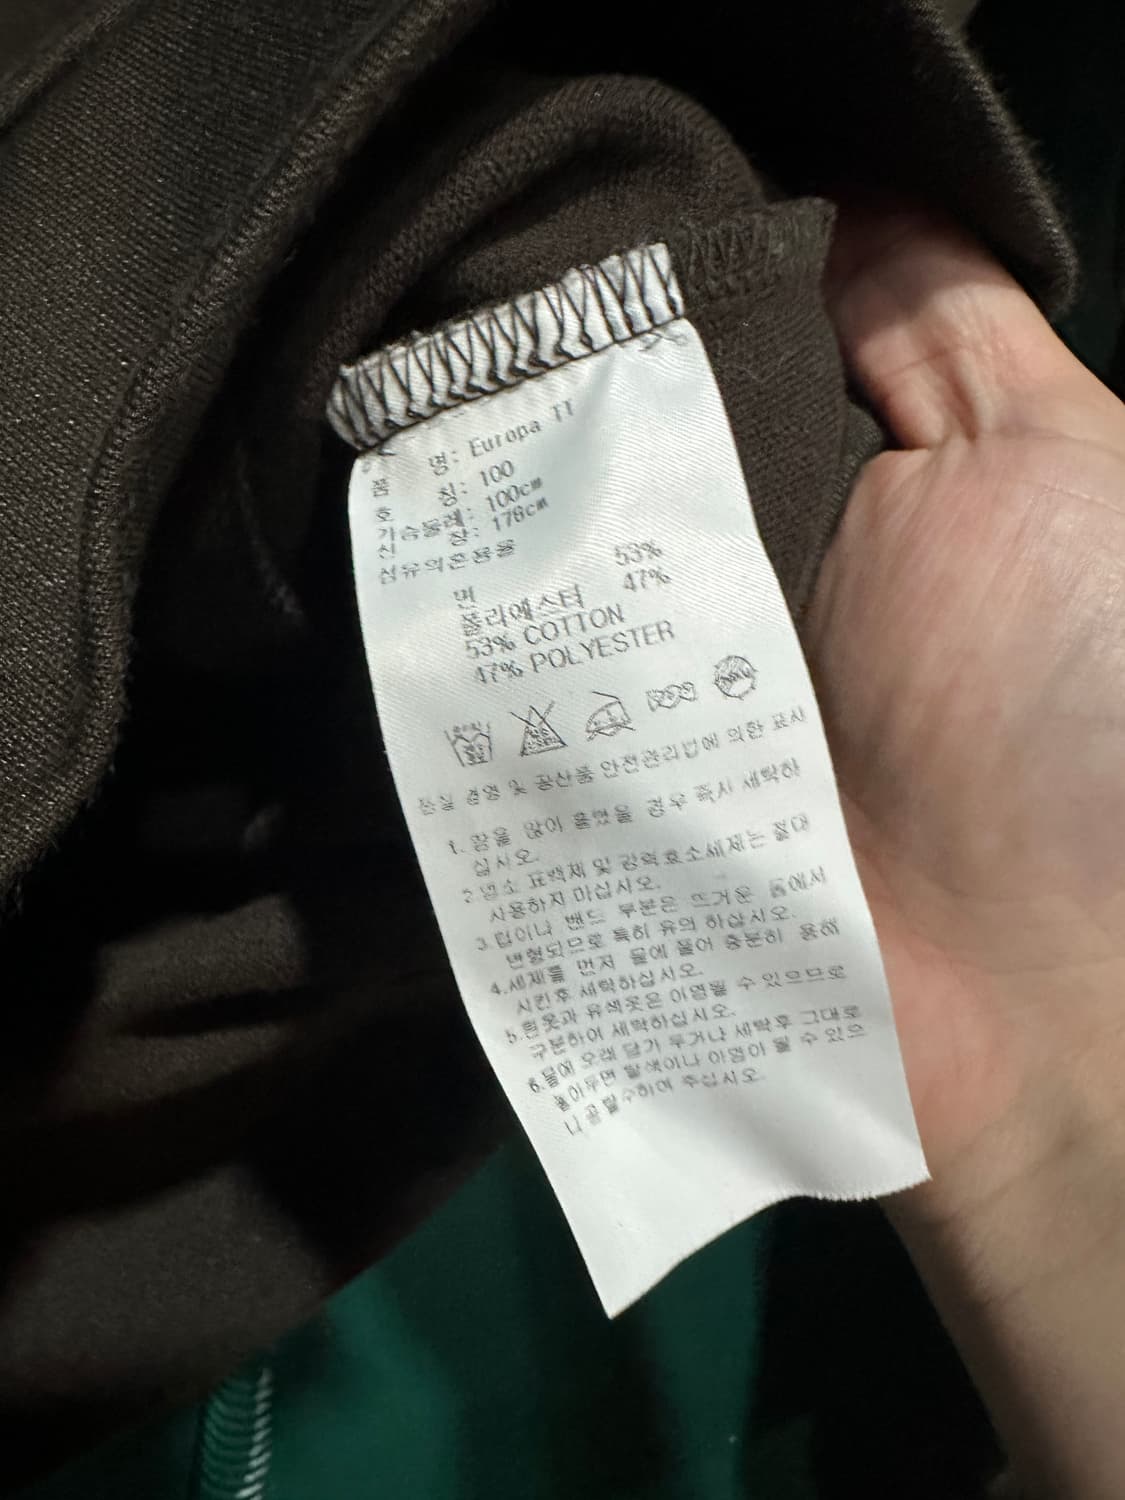 품 명: Europa TI
호 칭: 100
가슴둘레: 100cm
신 장: 178cm
섬유의혼용율
면 53%
폴리에스터 47%
53% COTTON
47% POLYESTER
품질 경영 및 공산품 안전관리법에 의한 표시
1. 땀을 많이 흘렸을 경우 즉시 세탁하
십시오.
2.염소 표백제 및 강력효소세제는 절대
사용하지 마십시오.
3.텁이나 밴드 부분은 뜨거운 물에서
변형되므로 특히 유의 하십시오.
4.세제를 먼저 물에 풀어 충분히 용해
시킨후 세탁하십시오.
5.흰옷과 유색옷은 이염될 수 있으므로
구분하여 세탁하십시오.
6.물에 오래 담가 두거나 세탁후 그대로
놓아두면 탈색이나 이염이 될 수 있으
니 곧탈수하여 주십시오.